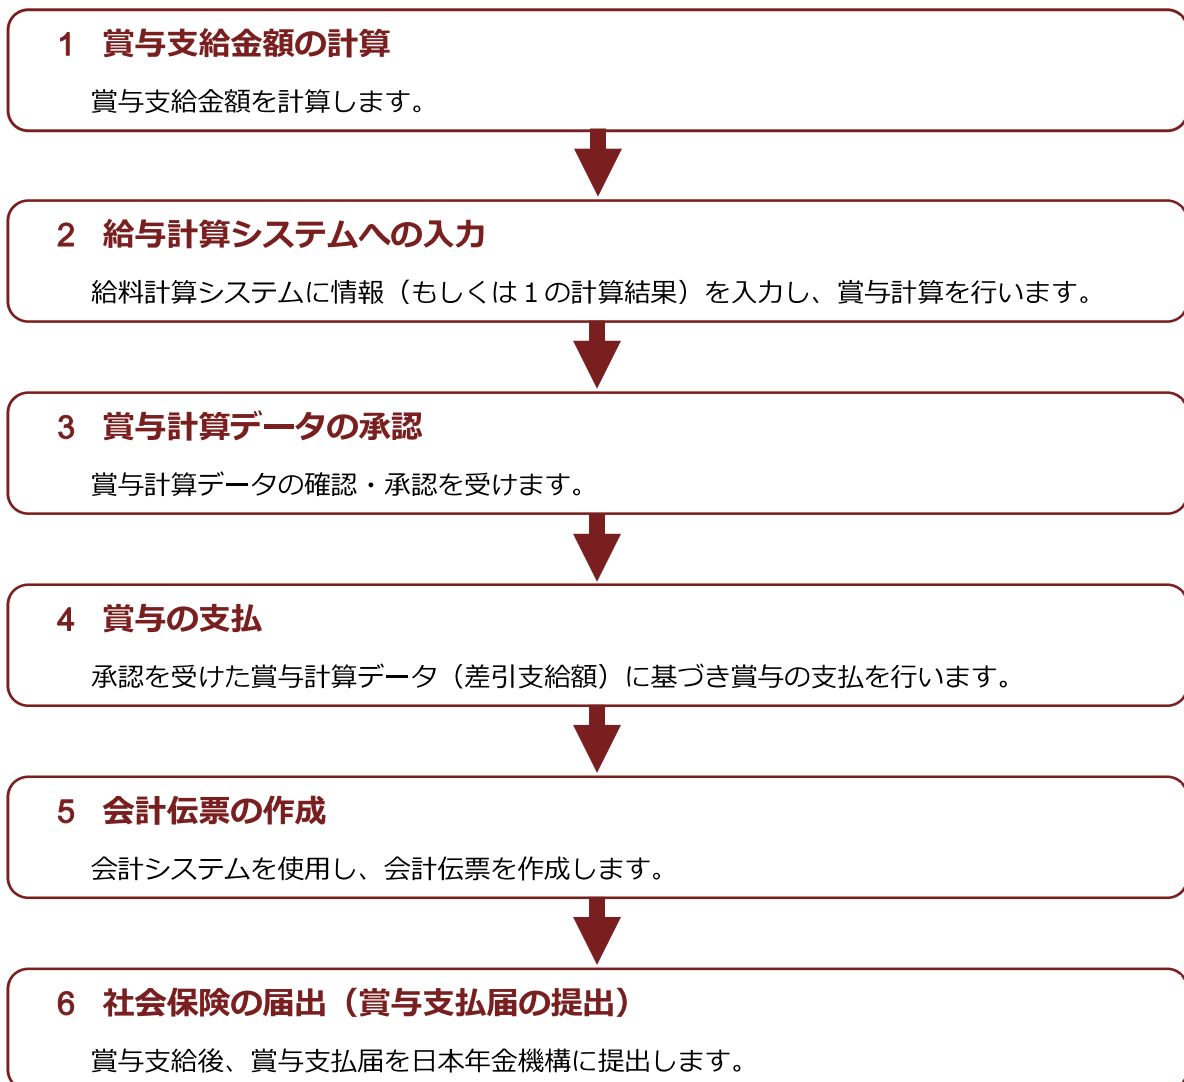 1 賞与支給金額の計算
賞与支給金額を計算します。
2 給与計算システムへの入力
給料計算システムに情報（もしくは１の計算結果）を入力し、賞与計算を行います。
3 賞与計算データの承認
賞与計算データの確認・承認を受けます。
4 賞与の支払
承認を受けた賞与計算データ（差引支給額）に基づき賞与の支払を行います。
5 会計伝票の作成
会計システムを使用し、会計伝票を作成します。
6 社会保険の届出（賞与支払届の提出）
賞与支給後、賞与支払届を日本年金機構に提出します。